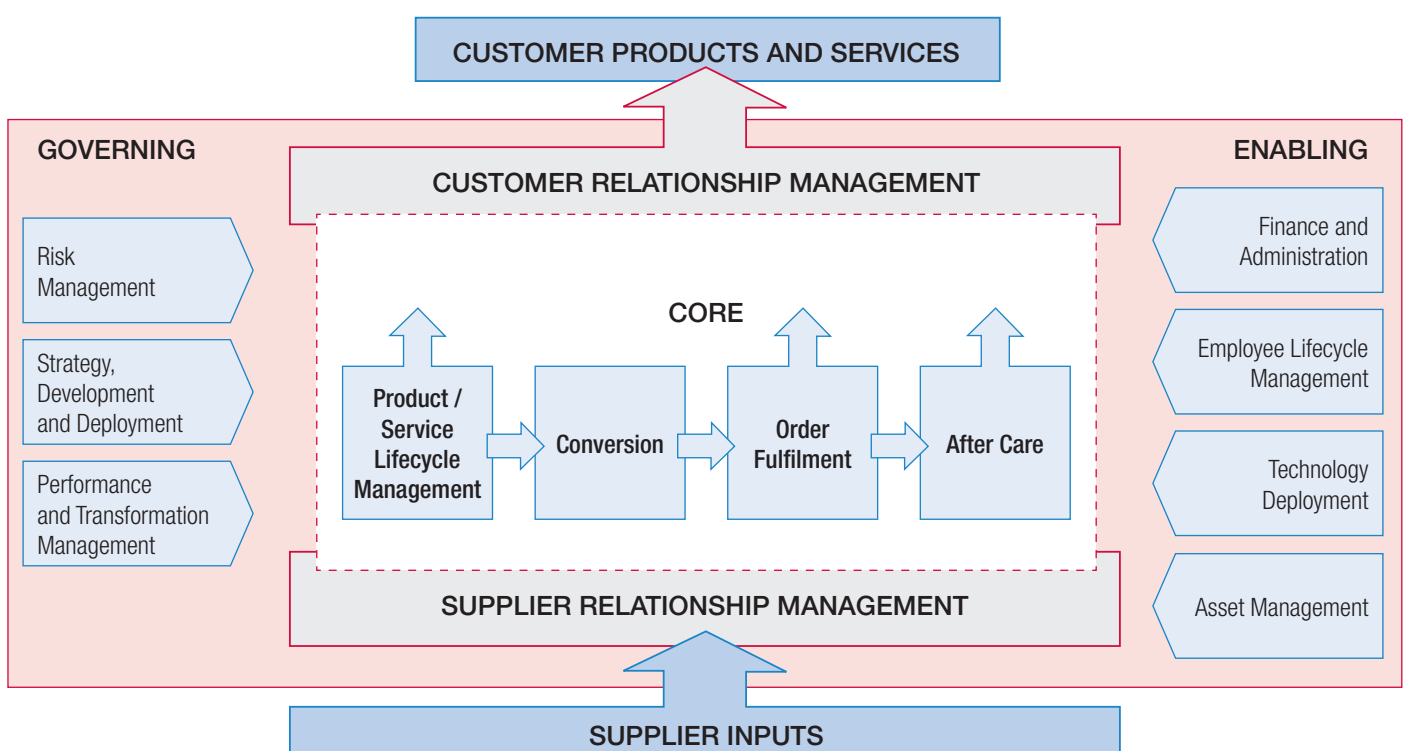 CUSTOMER PRODUCTS AND SERVICES
GOVERNING
ENABLING
CUSTOMER RELATIONSHIP MANAGEMENT
Risk
Management
Strategy,
Development
and Deployment
Performance
and Transformation
Management
CORE
Product /
Service
Lifecycle
Management
Conversion
Order
Fulfilment
After Care
Finance and
Administration
Employee Lifecycle
Management
Technology
Deployment
Asset Management
SUPPLIER RELATIONSHIP MANAGEMENT
SUPPLIER INPUTS